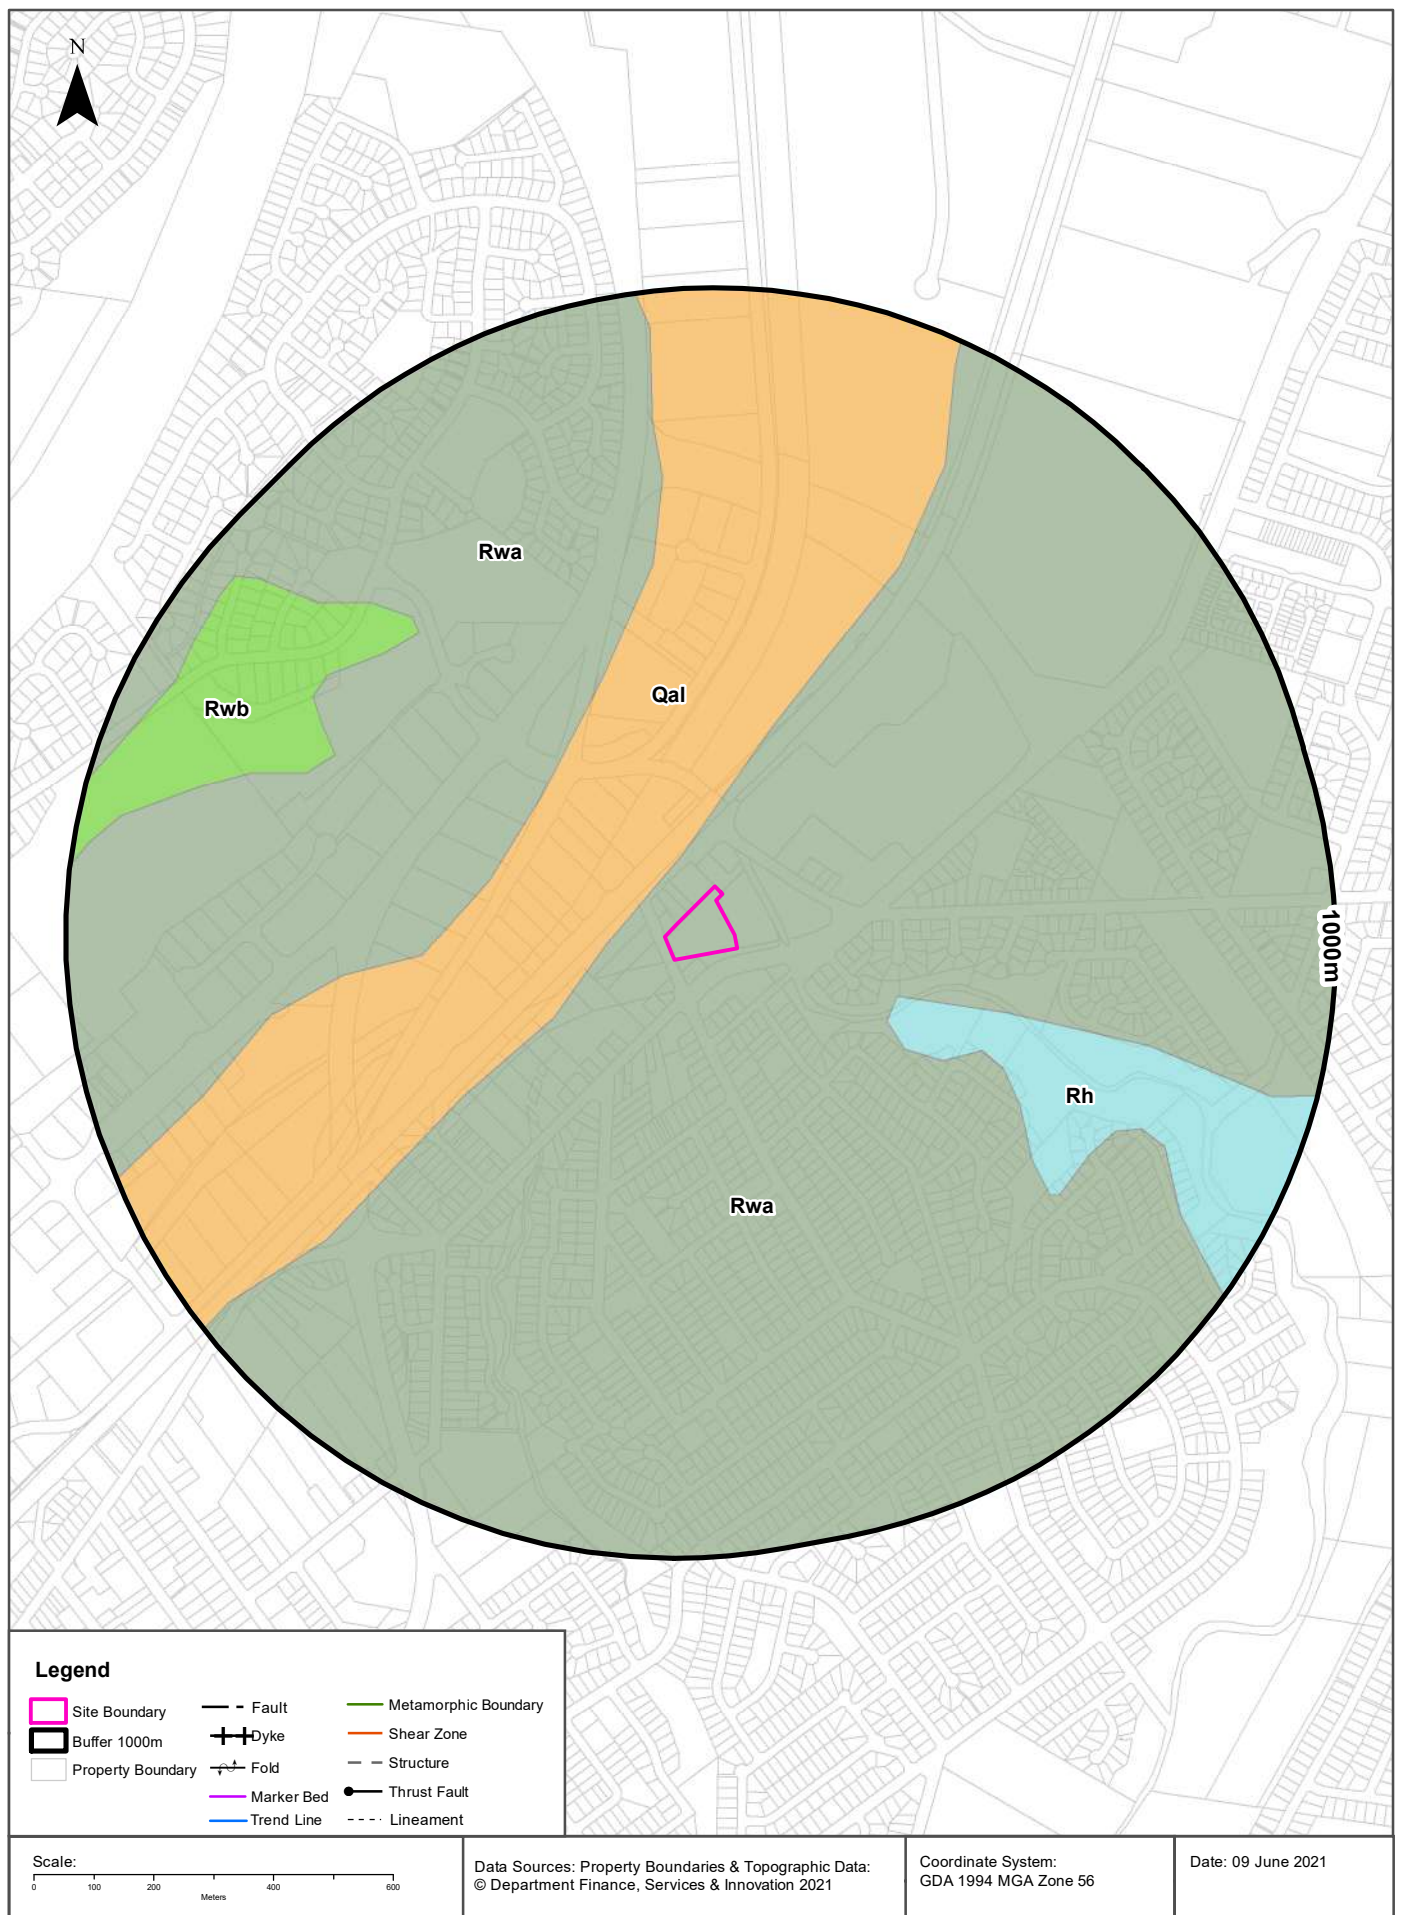 N
Rwa
Qal
Rwb
1000m
Rh
Rwa
Legend
Site Boundary
Buffer 1000m
Property Boundary
Fault
Dyke
Fold
Marker Bed
Trend Line
Metamorphic Boundary
Shear Zone
Structure
Thrust Fault
Lineament
Scale:
0 100 200 400 600
Meters
Data Sources: Property Boundaries & Topographic Data:
© Department Finance, Services & Innovation 2021
Coordinate System:
GDA 1994 MGA Zone 56
Date: 09 June 2021